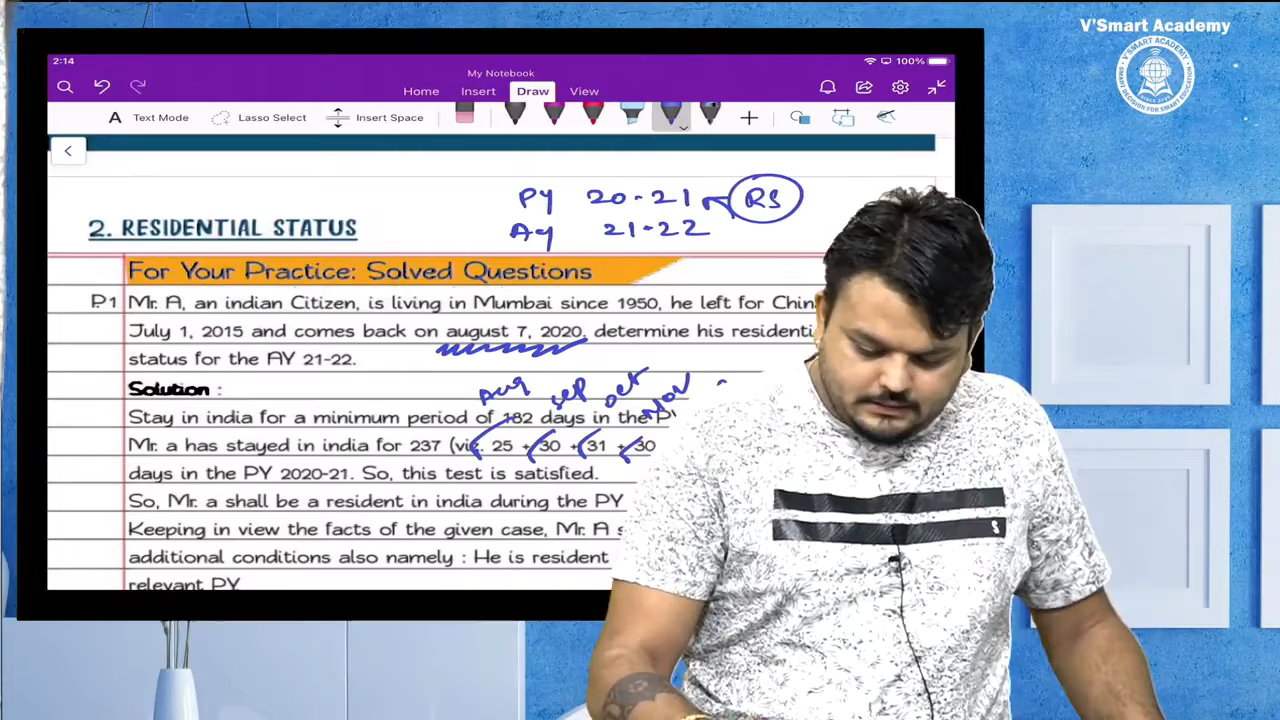 V'Smart Academy
2:14
100%
My Notebook
Home Insert Draw View
A Text Mode Lasso Select Insert Space
PY 20-21 RS
2. RESIDENTIAL STATUS
AY 21-22
For Your Practice: Solved Questions
P.1 Mr. A, an indian Citizen, is living in Mumbai since 1950, he left for Chin
July 1, 2015 and comes back on august 7, 2020, determine his residenti
status for the AY 21-22.
Solution :
Aug Sep Oct Nov
Stay in india for a minimum period of 182 days in the
Mr. a has stayed in india for 237 (viz. 25 + 30 + 31 + 30
days in the PY 2020-21. So, this test is satisfied.
So, Mr. a shall be a resident in india during the PY
Keeping in view the facts of the given case, Mr. A s
additional conditions also namely : He is resident
relevant PY.